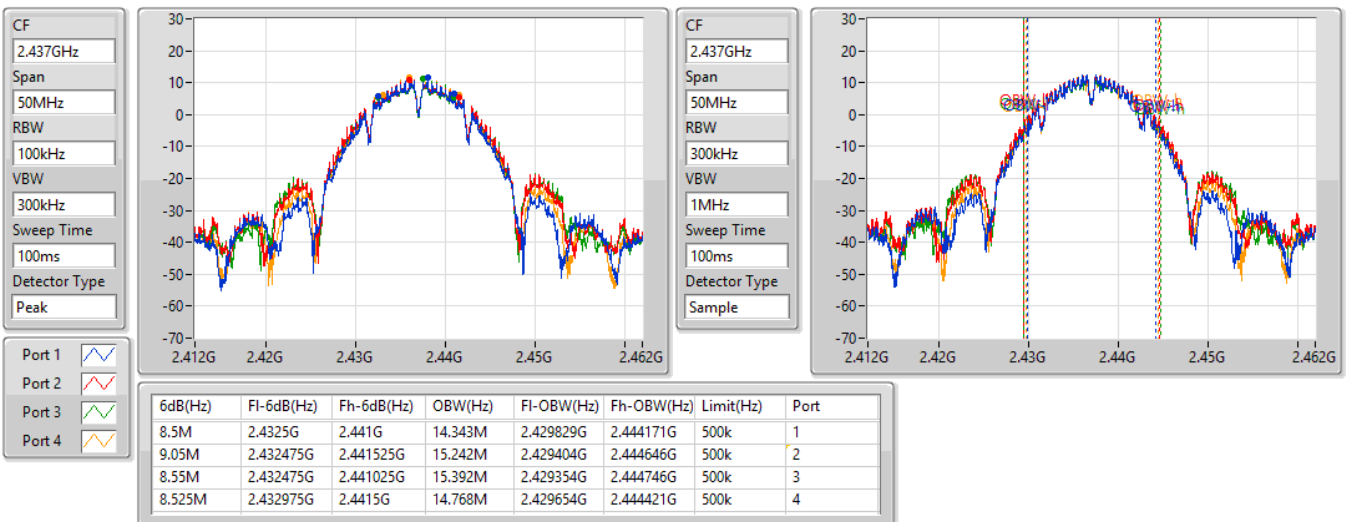 CF
2.437GHz
Span
50MHz
RBW
100kHz
VBW
300kHz
Sweep Time
100ms
Detector Type
Peak
30
20
10
0
-10
-20
-30
-40
-50
-60
-70
2.412G 2.42G 2.43G 2.44G 2.45G 2.462G
CF
2.437GHz
Span
50MHz
RBW
300kHz
VBW
1MHz
Sweep Time
100ms
Detector Type
Sample
30
20
10
0
-10
-20
-30
-40
-50
-60
-70
2.412G 2.42G 2.43G 2.44G 2.45G 2.462G
Port 1
Port 2
Port 3
Port 4
6dB(Hz) Fl-6dB(Hz) Fh-6dB(Hz) OBW(Hz) Fl-OBW(Hz) Fh-OBW(Hz) Limit(Hz) Port
8.5M 2.4325G 2.441G 14.343M 2.429829G 2.444171G 500k 1
9.05M 2.432475G 2.441525G 15.242M 2.429404G 2.444646G 500k 2
8.55M 2.432475G 2.441025G 15.392M 2.429354G 2.444746G 500k 3
8.525M 2.432975G 2.4415G 14.768M 2.429654G 2.444421G 500k 4